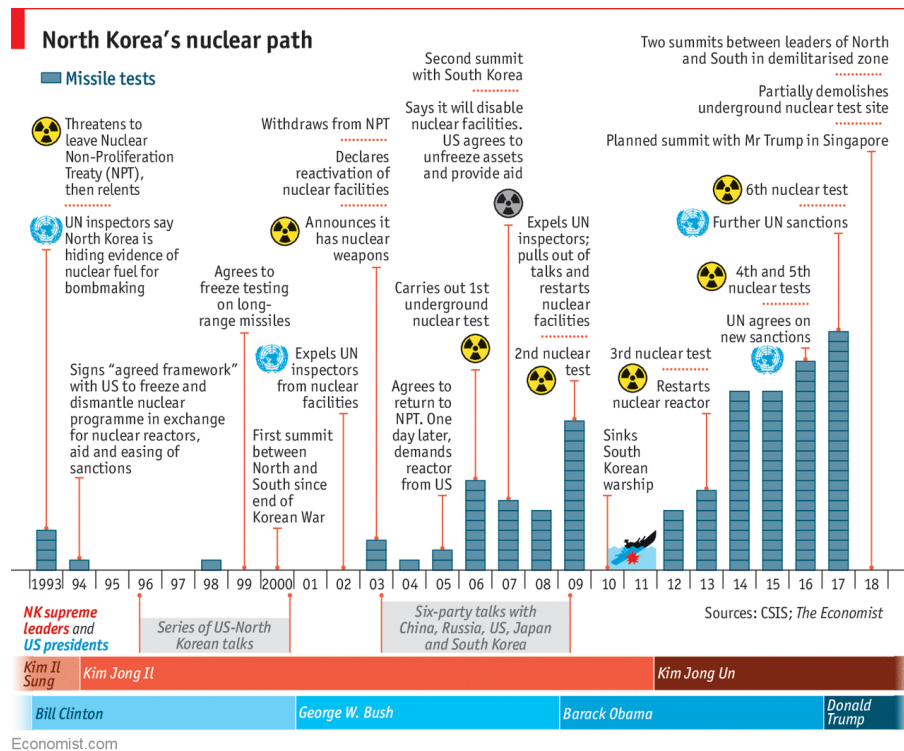 North Korea's nuclear path
Missile tests
Threatens to
leave Nuclear
Non-Proliferation
Treaty (NPT),
then relents
UN inspectors say
North Korea is
hiding evidence of
nuclear fuel for
bombmaking
Signs “agreed framework”
with US to freeze and
dismantle nuclear
programme in exchange
for nuclear reactors,
aid and easing of
sanctions
Agrees to
freeze testing
on long-
range missiles
First summit
between
North and
South since
end of
Korean War
Expels UN
inspectors
from nuclear
facilities
Withdraws from NPT
Declares
reactivation of
nuclear facilities
Announces it
has nuclear
weapons
Agrees to
return to
NPT. One
day later,
demands
reactor
from US
Carries out 1st
underground
nuclear test
Second summit
with South Korea
Says it will disable
nuclear facilities.
US agrees to
unfreeze assets
and provide aid
Expels UN
inspectors;
pulls out of
talks and
restarts
nuclear
facilities
2nd nuclear
test
Sinks
South
Korean
warship
3rd nuclear test
Restarts
nuclear reactor
4th and 5th
nuclear tests
UN agrees on
new sanctions
6th nuclear test
Further UN sanctions
Two summits between leaders of North
and South in demilitarised zone
Partially demolishes
underground nuclear test site
Planned summit with Mr Trump in Singapore
1993 94 95 96 97 98 99 2000 01 02 03 04 05 06 07 08 09 10 11 12 13 14 15 16 17 18
NK supreme
leaders and
US presidents
Series of US-North
Korean talks
Six-party talks with
China, Russia, US, Japan
and South Korea
Sources: CSIS; The Economist
Kim Il
Sung
Kim Jong Il
Kim Jong Un
Bill Clinton
George W. Bush
Barack Obama
Donald
Trump
Economist.com